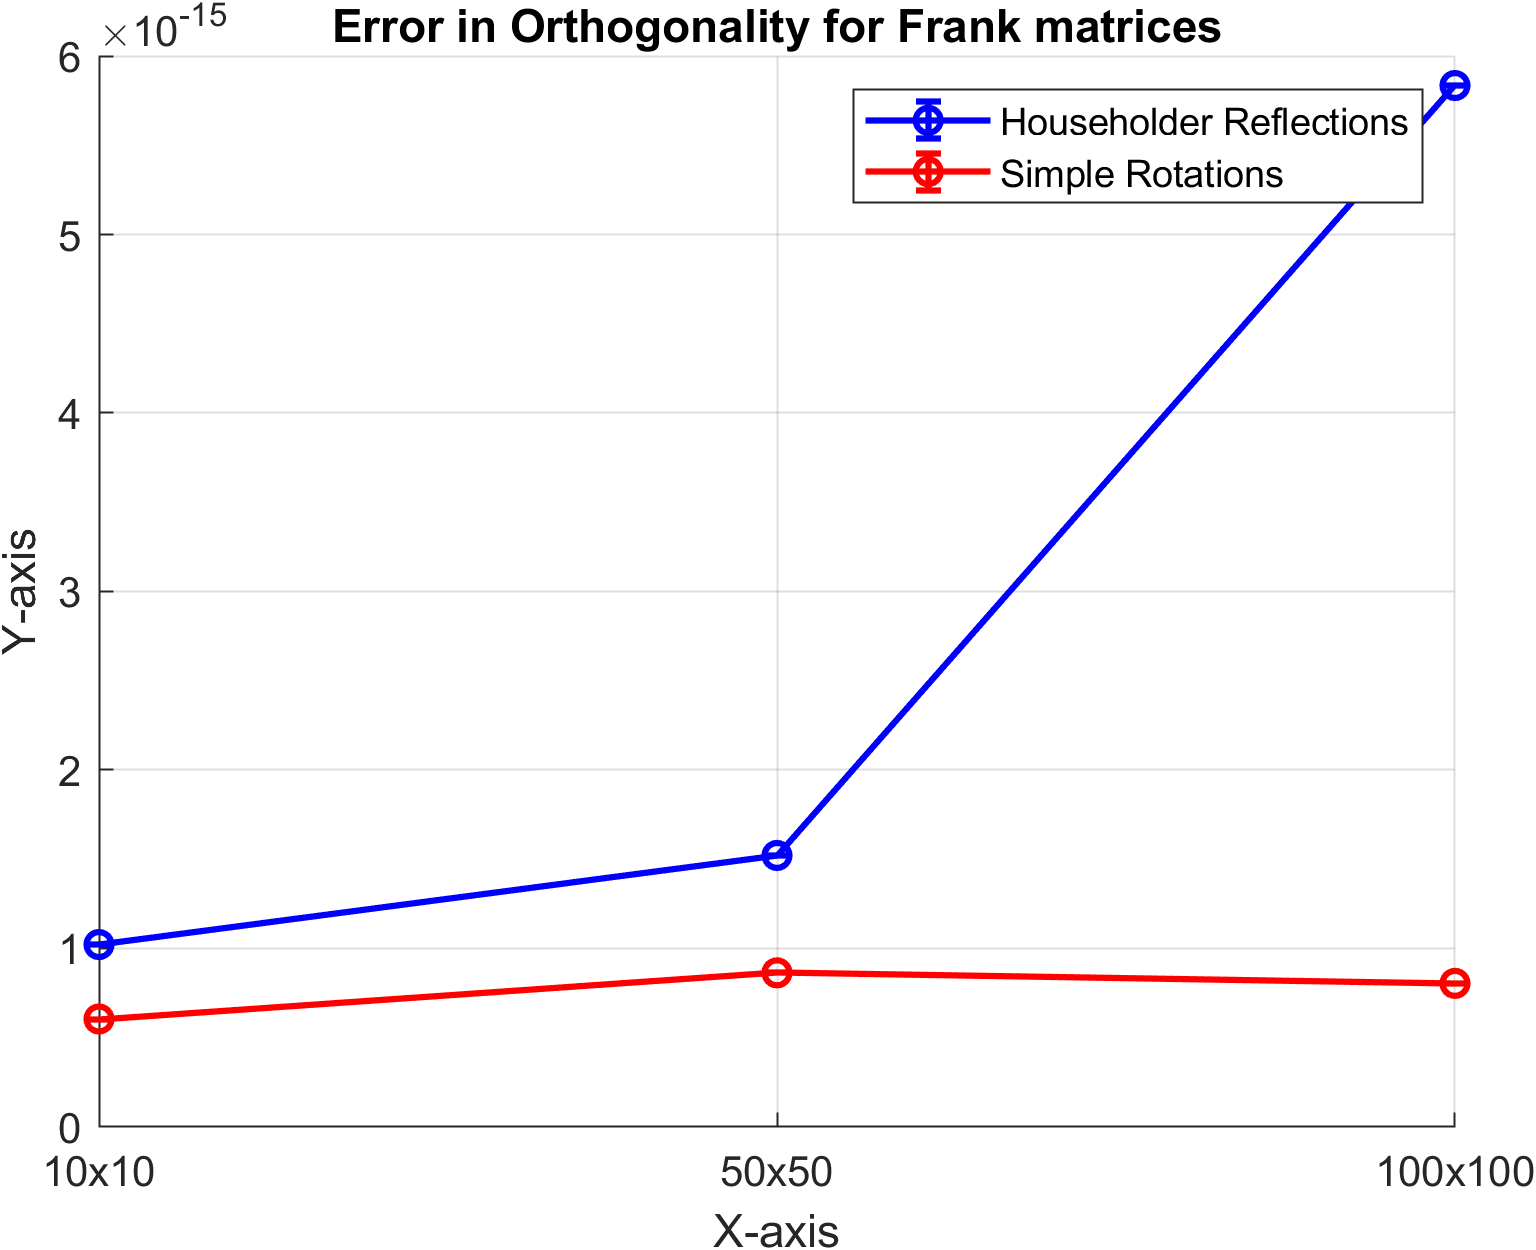 ×10-15
Error in Orthogonality for Frank matrices
Householder Reflections
Simple Rotations
6
5
4
3
2
1
0
Y-axis
10x10 50x50 100x100
X-axis